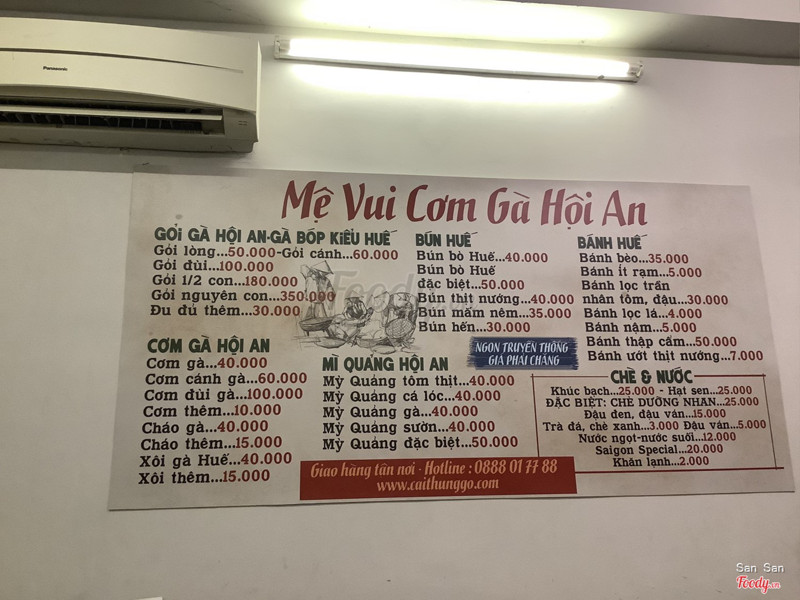 Panasonic
Mệ Vui Cơm Gà Hội An
GỎI GÀ HỘI AN-GÀ BÓP KIỂU HUẾ
Gỏi lòng...50.000-Gỏi cánh...60.000
Gỏi đùi...100.000
Gỏi 1/2 con...180.000
Gỏi nguyên con...350.000
Đu đủ thêm...30.000
CƠM GÀ HỘI AN
Cơm gà...40.000
Cơm cánh gà...60.000
Cơm đùi gà...100.000
Cơm thêm...10.000
Cháo gà...40.000
Cháo thêm...15.000
Xôi gà Huế...40.000
Xôi thêm...15.000
BÚN HUẾ
Bún bò Huế...40.000
Bún bò Huế
đặc biệt...50.000
Bún thịt nướng...40.000
Bún mấm nêm...35.000
Bún hến...30.000
MÌ QUẢNG HỘI AN
Mỳ Quảng tôm thịt...40.000
Mỳ Quảng cá lóc...40.000
Mỳ Quảng gà...40.000
Mỳ Quảng sườn...40.000
Mỳ Quảng đặc biệt...50.000
NGON TRUYỀN THỐNG
GIÁ PHẢI CHĂNG
BÁNH HUẾ
Bánh bèo...35.000
Bánh ít rạm...5.000
Bánh lọc trần
nhân tôm, đậu...30.000
Bánh lọc lá...4.000
Bánh nậm...5.000
Bánh thập cẩm...50.000
Bánh ướt thịt nướng...7.000
CHÈ & NƯỚC
Khúc bạch...25.000 - Hạt sen...25.000
ĐẶC BIỆT: CHÈ DƯỠNG NHAN...25.000
Đậu đen, đậu ván...15.000
Trà đá, chè xanh...3.000 Đậu ván...5.000
Nước ngọt-nước suối...12.000
Saigon Special...20.000
Khăn lạnh...2.000
Giao hàng tận nơi - Hotline : 0888 01 77 88
www.caithunggo.com
Foody
San San
Foody.vn